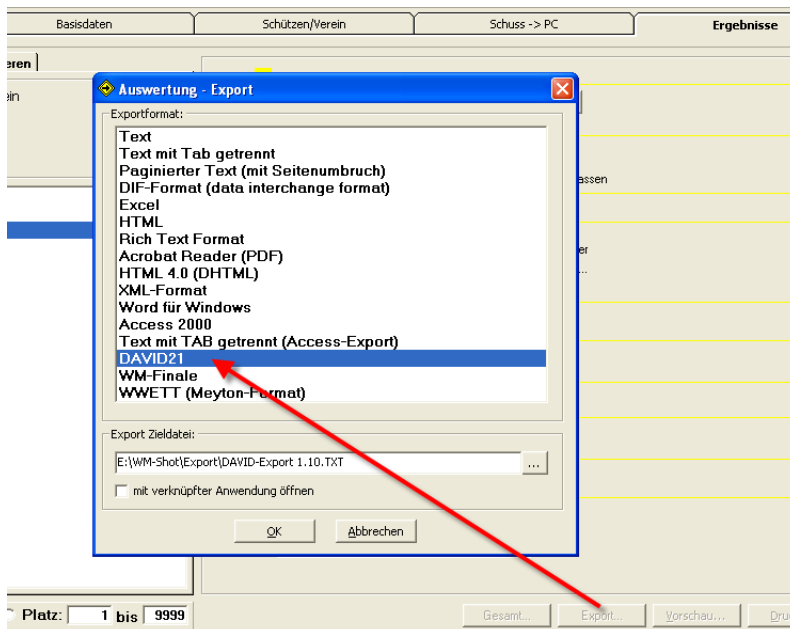 Basisdaten
Schützen/Verein
Schuss -> PC
Ergebnisse
eren
ein
Auswertung - Export
Exportformat:
Text
Text mit Tab getrennt
Paginierter Text (mit Seitenumbruch)
DIF-Format (data interchange format)
Excel
HTML
Rich Text Format
Acrobat Reader (PDF)
HTML 4.0 (DHTML)
XML-Format
Word für Windows
Access 2000
Text mit TAB getrennt (Access-Export)
DAVID21
WM-Finale
WWETT (Meyton-Format)
assen
er
...
Export Zieldatei:
E:\WM-Shot\Export\DAVID-Export 1.10.TXT
...
mit verknüpfter Anwendung öffnen
OK
Abbrechen
Platz: 1 bis 9999
Gesamt...
Export...
Vorschau...
Dru